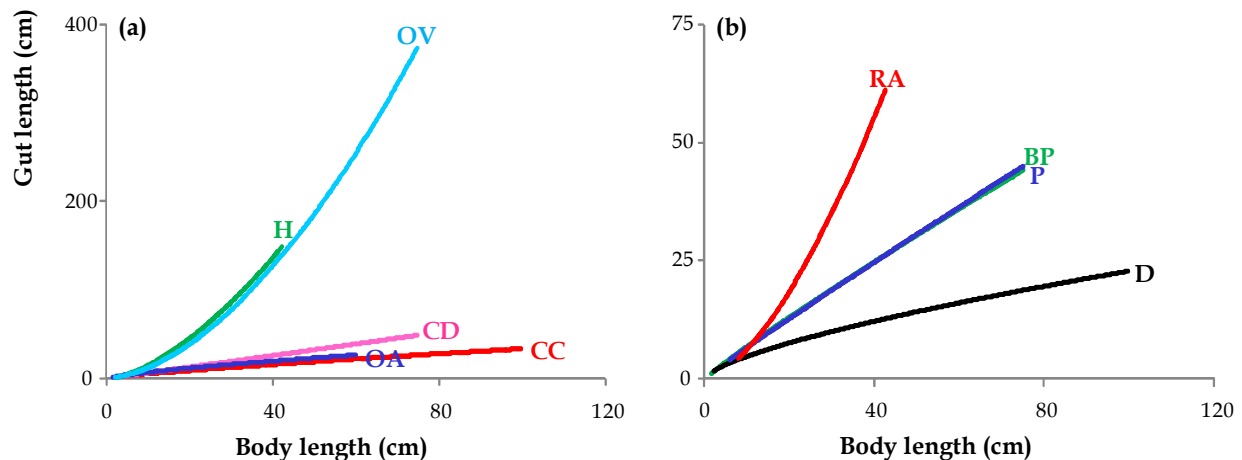 (a)
Gut length (cm)
400
200
0
OV
H
CD
OA
CC
0 40 80 120
Body length (cm)
(b)
75
50
25
0
RA
BP
P
D
0 40 80 120
Body length (cm)